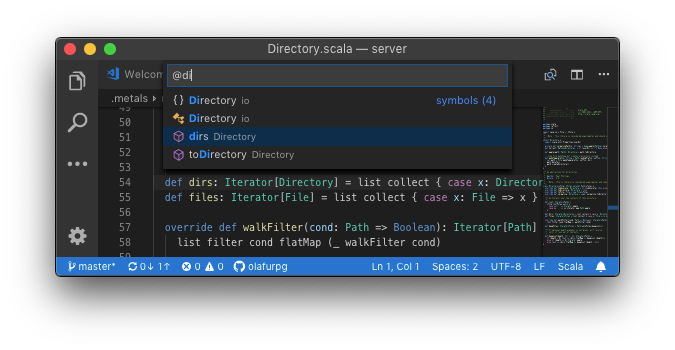 Directory.scala — server
Welcom
@di
.metals
Directory io symbols (4)
Directory io
dirs Directory
toDirectory Directory
49
50
51
52
53
54 def dirs: Iterator[Directory] = list collect { case x: Director
55 def files: Iterator[File] = list collect { case x: File => x }
56
57 override def walkFilter(cond: Path => Boolean): Iterator[Path]
58 list filter cond flatMap (_ walkFilter cond)
59
master* 0↓ 1↑ 0 0 olafurpg Ln 1, Col 1 Spaces: 2 UTF-8 LF Scala